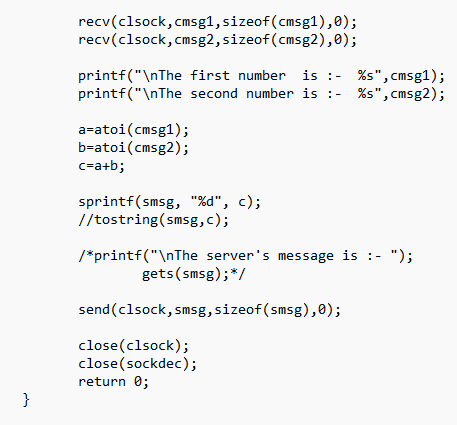 recv(clsock,cmsg1,sizeof(cmsg1),0);
recv(clsock,cmsg2,sizeof(cmsg2),0);
printf("\nThe first number  is :-  %s",cmsg1);
printf("\nThe second number is :-  %s",cmsg2);
a=atoi(cmsg1);
b=atoi(cmsg2);
c=a+b;
sprintf(smsg, "%d", c);
//tostring(smsg,c);
/*printf("\nThe server's message is :- ");
gets(smsg);*/
send(clsock,smsg,sizeof(smsg),0);
close(clsock);
close(sockdec);
return 0;
}